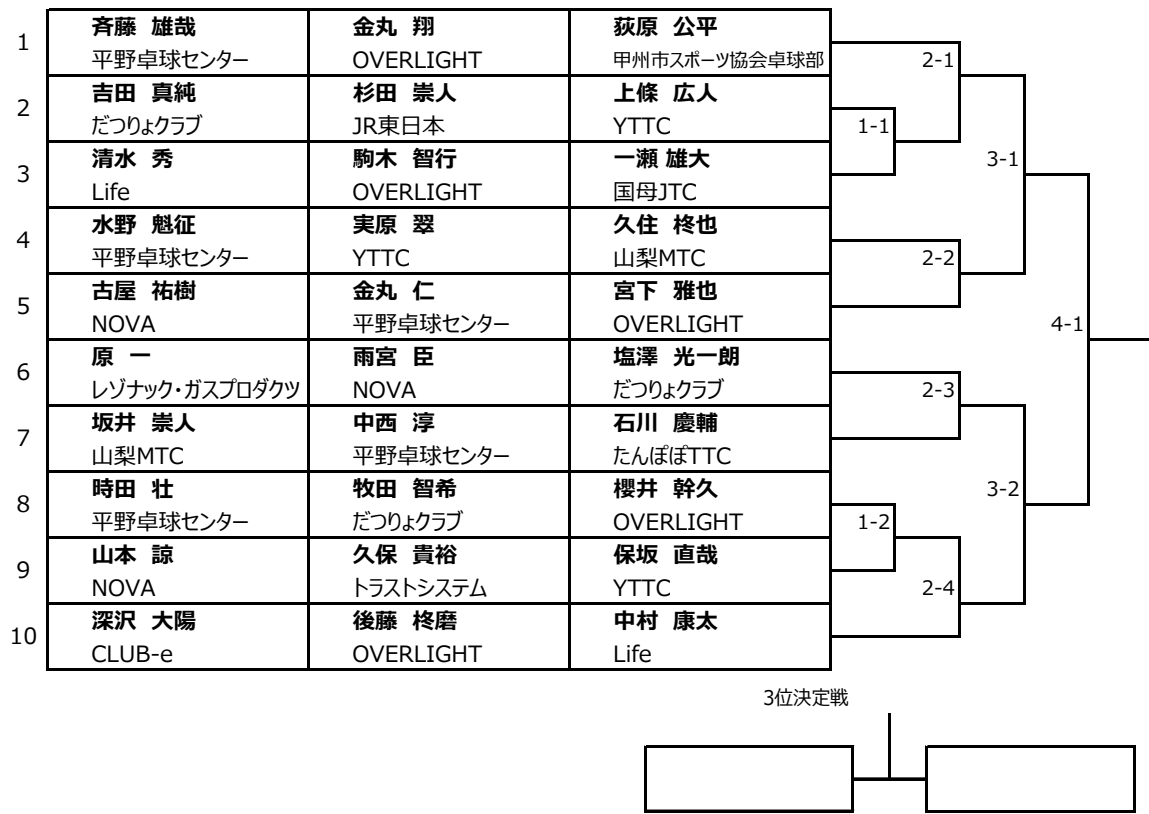 1
斉藤 雄哉 金丸 翔 荻原 公平
平野卓球センター OVERLIGHT 甲州市スポーツ協会卓球部
2-1
2
吉田 真純 杉田 崇人 上條 広人
だつりょクラブ JR東日本 YTTC
1-1
3
清水 秀 駒木 智行 一瀬 雄大
Life OVERLIGHT 国母JTC
3-1
4
水野 魁征 実原 翠 久住 柊也
平野卓球センター YTTC 山梨MTC
2-2
5
古屋 祐樹 金丸 仁 宮下 雅也
NOVA 平野卓球センター OVERLIGHT
4-1
6
原 一 雨宮 臣 塩澤 光一朗
レゾナック・ガスプロダクツ NOVA だつりょクラブ
2-3
7
坂井 崇人 中西 淳 石川 慶輔
山梨MTC 平野卓球センター たんぽぽTTC
8
時田 壮 牧田 智希 櫻井 幹久
平野卓球センター だつりょクラブ OVERLIGHT
3-2
1-2
9
山本 諒 久保 貴裕 保坂 直哉
NOVA トラストシステム YTTC
2-4
10
深沢 大陽 後藤 柊磨 中村 康太
CLUB-e OVERLIGHT Life
3位決定戦